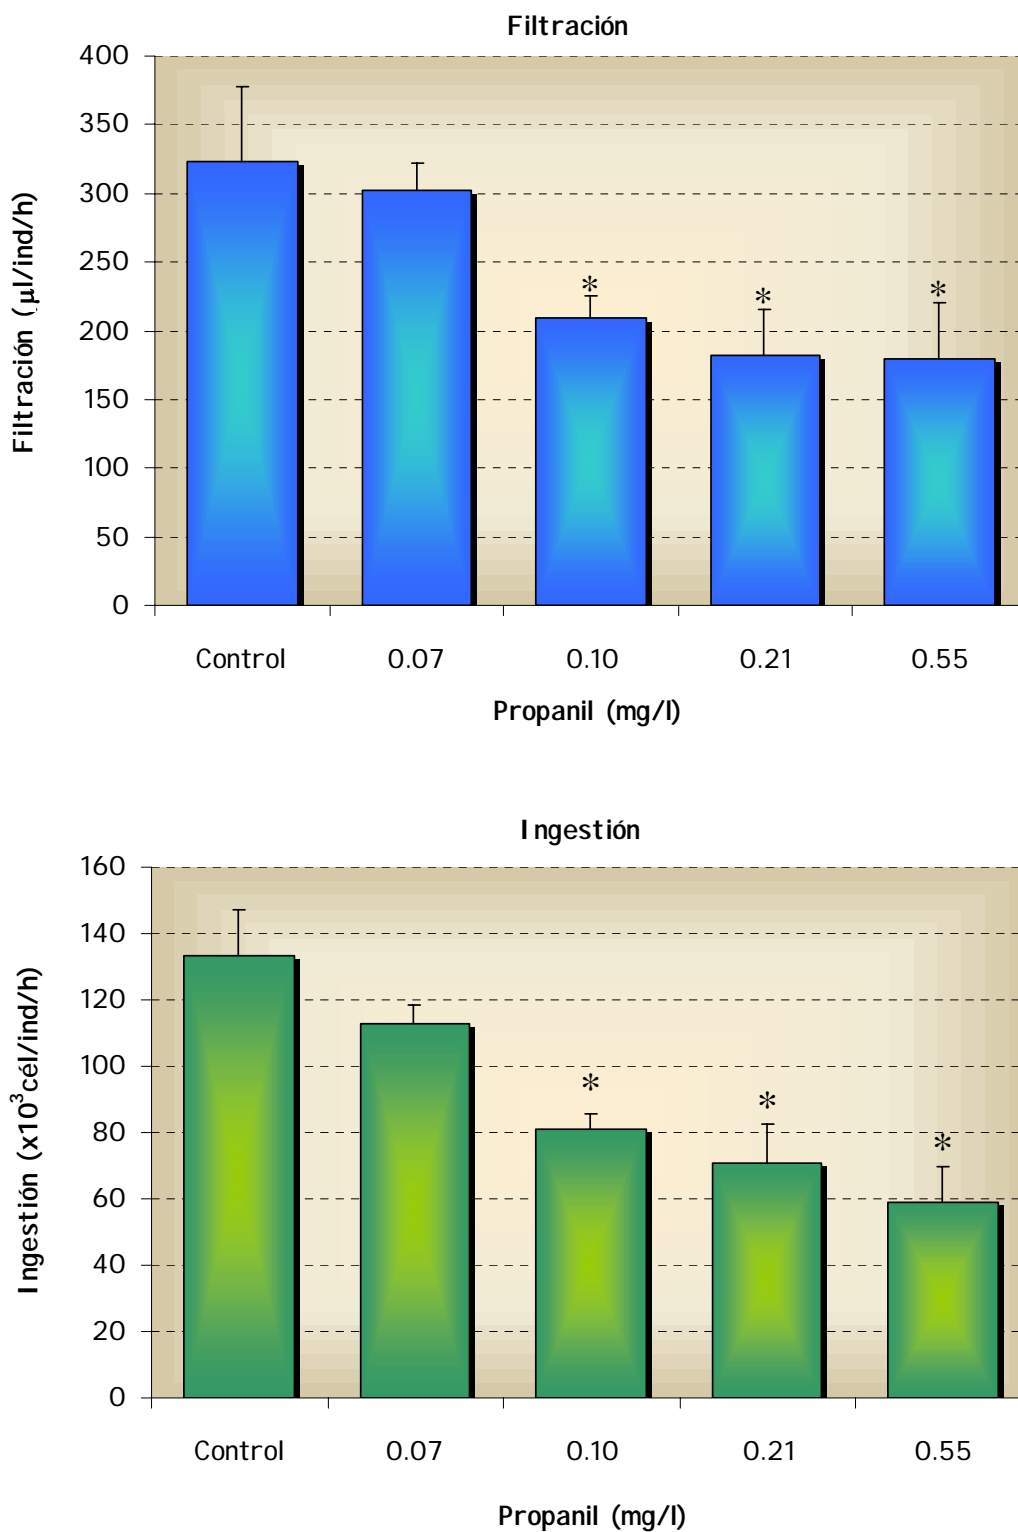 Filtración
400
350
300
250
200
150
100
50
0
Filtración (µl/ind/h)
* * *
Control 0.07 0.10 0.21 0.55
Propanil (mg/l)
Ingestión
160
140
120
100
80
60
40
20
0
Ingestión (x10³cél/ind/h)
* * *
Control 0.07 0.10 0.21 0.55
Propanil (mg/l)